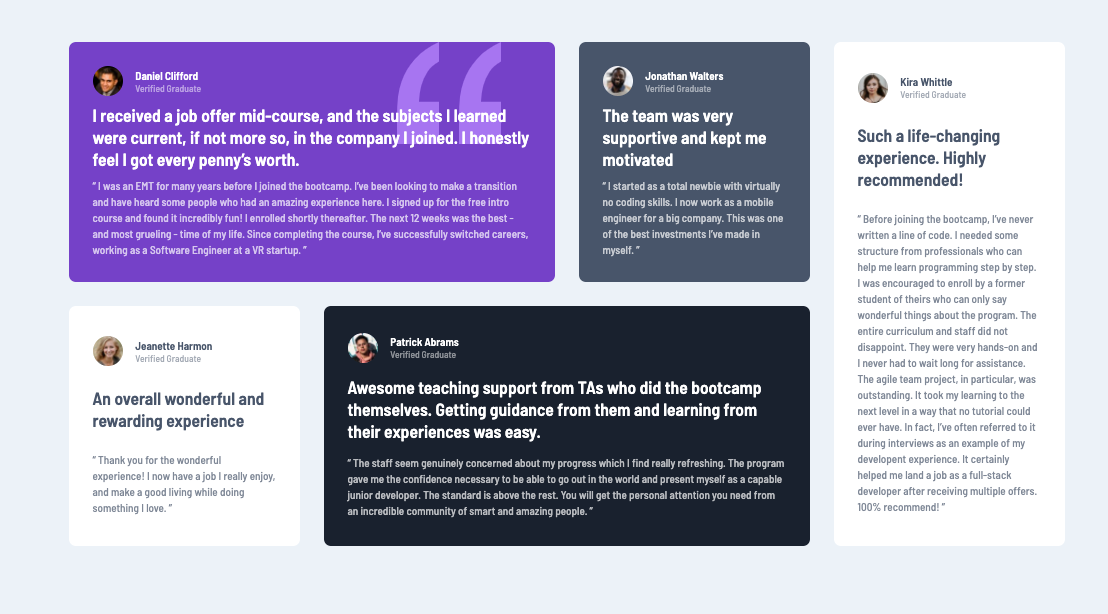 Daniel Clifford
Verified Graduate
I received a job offer mid-course, and the subjects I learned
were current, if not more so, in the company I joined. I honestly
feel I got every penny’s worth.
“ I was an EMT for many years before I joined the bootcamp. I’ve been looking to make a transition
and have heard some people who had an amazing experience here. I signed up for the free intro
course and found it incredibly fun! I enrolled shortly thereafter. The next 12 weeks was the best -
and most grueling - time of my life. Since completing the course, I’ve successfully switched careers,
working as a Software Engineer at a VR startup. ”
Jonathan Walters
Verified Graduate
The team was very
supportive and kept me
motivated
“ I started as a total newbie with virtually
no coding skills. I now work as a mobile
engineer for a big company. This was one
of the best investments I’ve made in
myself. ”
Kira Whittle
Verified Graduate
Such a life-changing
experience. Highly
recommended!
“ Before joining the bootcamp, I’ve never
written a line of code. I needed some
structure from professionals who can
help me learn programming step by step.
I was encouraged to enroll by a former
student of theirs who can only say
wonderful things about the program. The
entire curriculum and staff did not
disappoint. They were very hands-on and
I never had to wait long for assistance.
The agile team project, in particular, was
outstanding. It took my learning to the
next level in a way that no tutorial could
ever have. In fact, I’ve often referred to it
during interviews as an example of my
developent experience. It certainly
helped me land a job as a full-stack
developer after receiving multiple offers.
100% recommend! ”
Jeanette Harmon
Verified Graduate
An overall wonderful and
rewarding experience
“ Thank you for the wonderful
experience! I now have a job I really enjoy,
and make a good living while doing
something I love. ”
Patrick Abrams
Verified Graduate
Awesome teaching support from TAs who did the bootcamp
themselves. Getting guidance from them and learning from
their experiences was easy.
“ The staff seem genuinely concerned about my progress which I find really refreshing. The program
gave me the confidence necessary to be able to go out in the world and present myself as a capable
junior developer. The standard is above the rest. You will get the personal attention you need from
an incredible community of smart and amazing people. ”